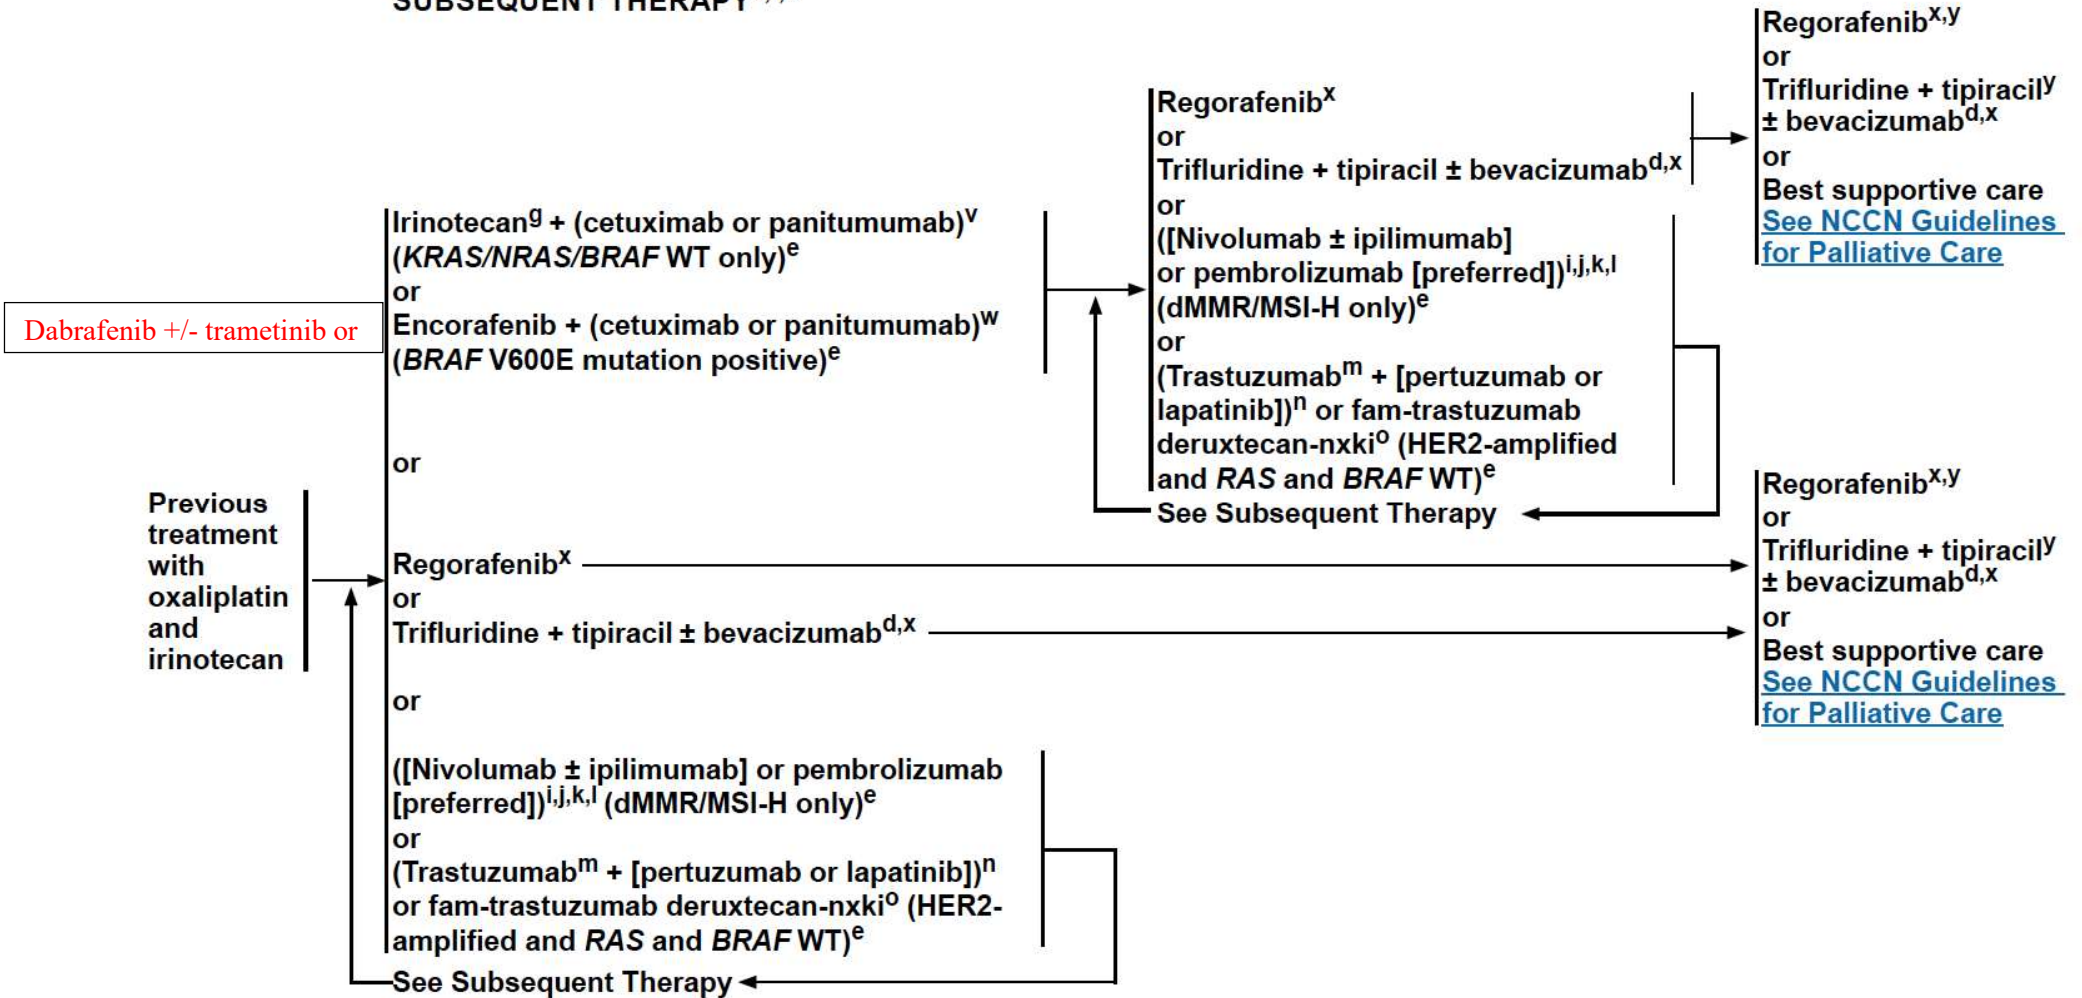 SUBSEQUENT THERAPY
Dabrafenib +/- trametinib or
Previous
treatment
with
oxaliplatin
and
irinotecan
Irinotecang + (cetuximab or panitumumab)v
(KRAS/NRAS/BRAF WT only)e
or
Encorafenib + (cetuximab or panitumumab)w
(BRAF V600E mutation positive)e
or
Regorafenibx
or
Trifluridine + tipiracil ± bevacizumabd,x
or
([Nivolumab ± ipilimumab] or pembrolizumab
[preferred])i,j,k,l (dMMR/MSI-H only)e
or
(Trastuzumabm + [pertuzumab or lapatinib])n
or fam-trastuzumab deruxtecan-nxkio (HER2-
amplified and RAS and BRAF WT)e
See Subsequent Therapy
Regorafenibx
or
Trifluridine + tipiracil ± bevacizumabd,x
or
([Nivolumab ± ipilimumab]
or pembrolizumab [preferred])i,j,k,l
(dMMR/MSI-H only)e
or
(Trastuzumabm + [pertuzumab or
lapatinib])n or fam-trastuzumab
deruxtecan-nxkio (HER2-amplified
and RAS and BRAF WT)e
See Subsequent Therapy
Regorafenibx,y
or
Trifluridine + tipiracily
± bevacizumabd,x
or
Best supportive care
See NCCN Guidelines
for Palliative Care
Regorafenibx,y
or
Trifluridine + tipiracily
± bevacizumabd,x
or
Best supportive care
See NCCN Guidelines
for Palliative Care